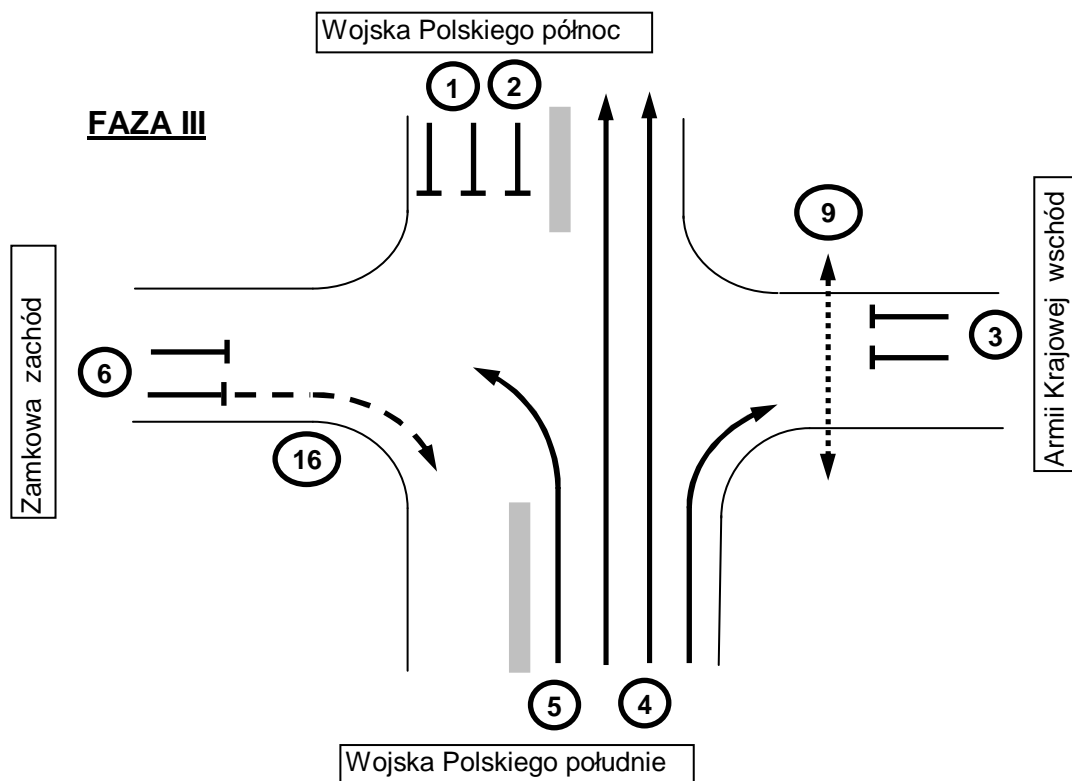 Wojska Polskiego północ
1
2
FAZA III
9
Zamkowa zachód
Armii Krajowej wschód
3
6
16
5
4
Wojska Polskiego południe